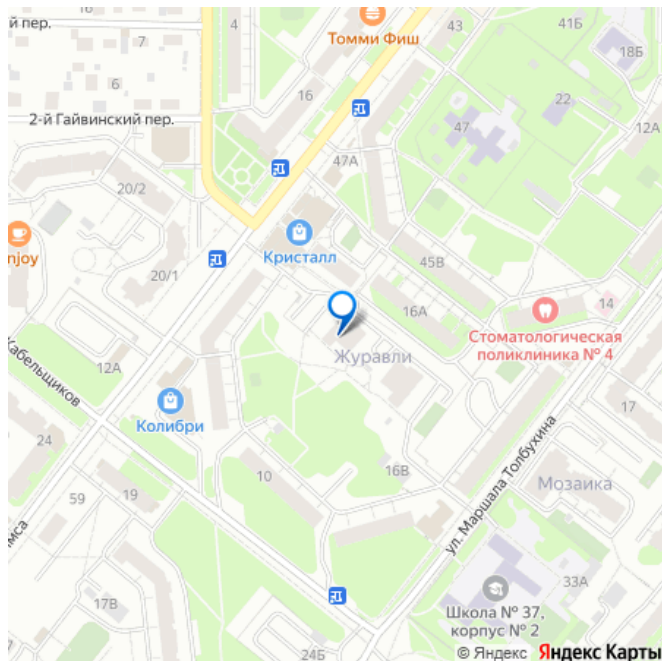 й пер.
4
7
16
Томми Фиш
43
41Б
18Б
6
22
2-й Гайвинский пер.
47
12А
47А
20/2
Кристалл
45В
njoy
20/1
16А
14
Стоматологическая
поликлиника № 4
Журавли
Кабельщиков
12А
Колибри
17
ул. Маршала Толбухина
24
10
16В
Мозаика
59
19
мса
33А
17В
Школа № 37,
корпус № 2
24Б
© Яндекс Яндекс Карты